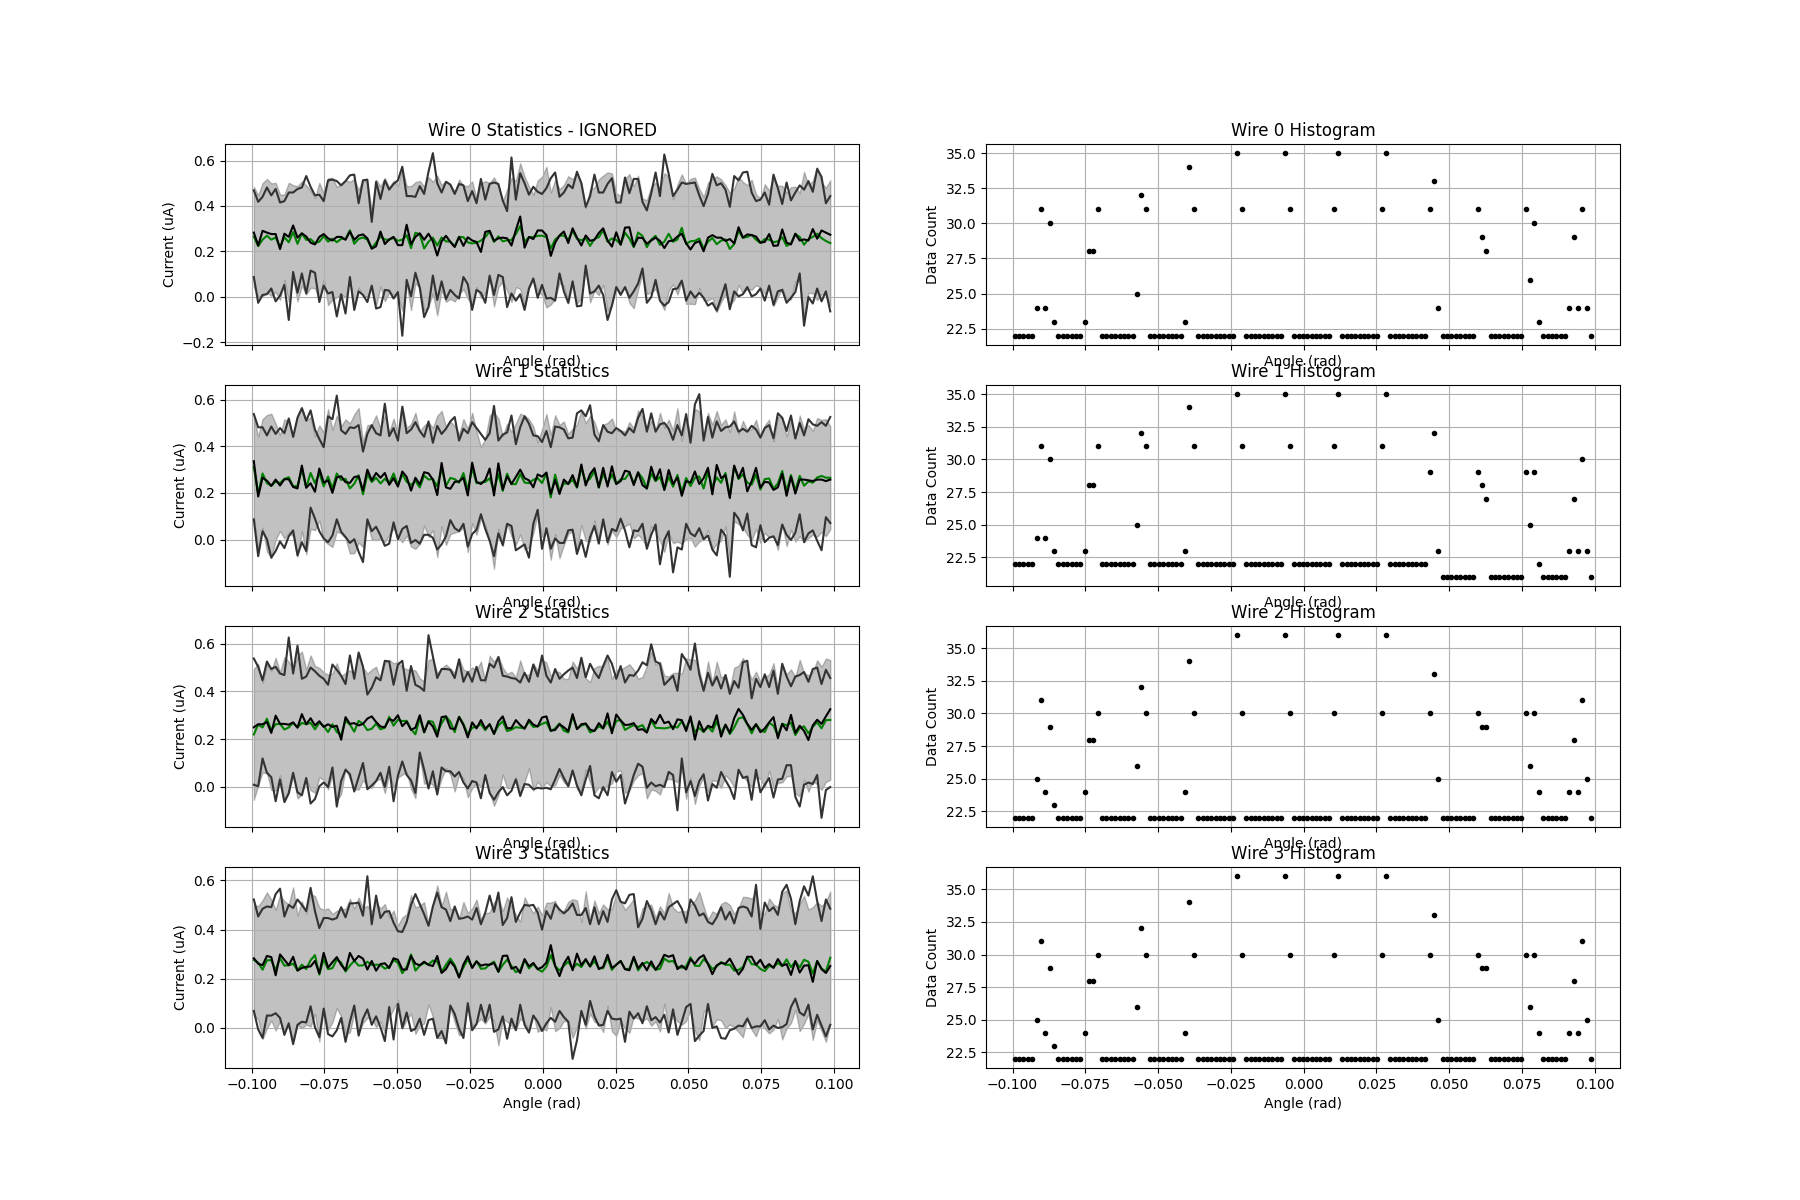 Wire 0 Statistics - IGNORED
Current (uA)
0.6
0.4
0.2
0.0
−0.2
Angle (rad)
Wire 0 Histogram
Data Count
35.0
32.5
30.0
27.5
25.0
22.5
Angle (rad)
Wire 1 Statistics
Current (uA)
0.6
0.4
0.2
0.0
Angle (rad)
Wire 1 Histogram
Data Count
35.0
32.5
30.0
27.5
25.0
22.5
Angle (rad)
Wire 2 Statistics
Current (uA)
0.6
0.4
0.2
0.0
Angle (rad)
Wire 2 Histogram
Data Count
35.0
32.5
30.0
27.5
25.0
22.5
Angle (rad)
Wire 3 Statistics
Current (uA)
0.6
0.4
0.2
0.0
−0.100 −0.075 −0.050 −0.025 0.000 0.025 0.050 0.075 0.100
Angle (rad)
Wire 3 Histogram
Data Count
35.0
32.5
30.0
27.5
25.0
22.5
−0.100 −0.075 −0.050 −0.025 0.000 0.025 0.050 0.075 0.100
Angle (rad)